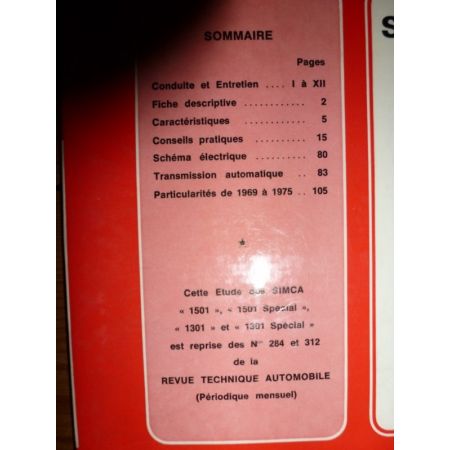 S
SOMMAIRE
Pages
Conduite et Entretien .... I à XII
Fiche descriptive ........... 2
Caractéristiques ........... 5
Conseils pratiques .......... 15
Schéma électrique .......... 80
Transmission automatique .. 83
Particularités de 1969 à 1975 .. 105
*
Cette Etude des SIMCA
« 1501 », « 1501 Spécial »,
« 1301 » et « 1301 Spécial »
est reprise des Nos 284 et 312
de la
REVUE TECHNIQUE AUTOMOBILE
(Périodique mensuel)